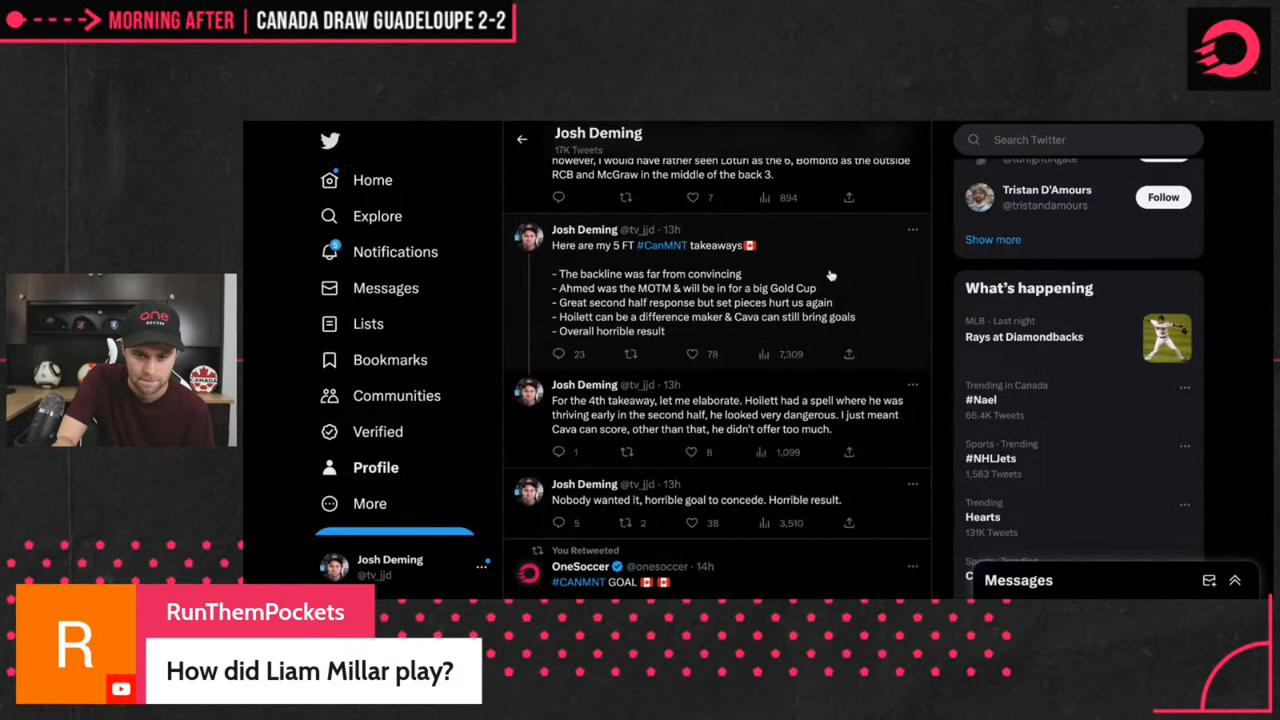 MORNING AFTER | CANADA DRAW GUADELOUPE 2-2
Home
Explore
5
Notifications
Messages
Lists
Bookmarks
Communities
Verified
Profile
More
Josh Deming
@tv_jjd
Josh Deming
17K Tweets
however, I would have rather seen Loturi as the 6, Bombito as the outside
RCB and McGraw in the middle of the back 3.
7 894
Josh Deming @tv_jjd · 13h
Here are my 5 FT #CanMNT takeaways
- The backline was far from convincing
- Ahmed was the MOTM & will be in for a big Gold Cup
- Great second half response but set pieces hurt us again
- Hoilett can be a difference maker & Cava can still bring goals
- Overall horrible result
23 78 7,309
Josh Deming @tv_jjd · 13h
For the 4th takeaway, let me elaborate. Hoilett had a spell where he was
thriving early in the second half, he looked very dangerous. I just meant
Cava can score, other than that, he didn't offer too much.
1 8 1,099
Josh Deming @tv_jjd · 13h
Nobody wanted it, horrible goal to concede. Horrible result.
5 2 38 3,510
You Retweeted
OneSoccer @onesoccer · 14h
#CANMNT GOAL
Search Twitter
Tristan D'Amours
@tristandamours
Follow
Show more
What's happening
MLB · Last night
Rays at Diamondbacks
Trending in Canada
#Nael
66.4K Tweets
Sports · Trending
#NHLJets
1,583 Tweets
Trending
Hearts
131K Tweets
Messages
one
SOCCER
CANADA
R
RunThemPockets
How did Liam Millar play?